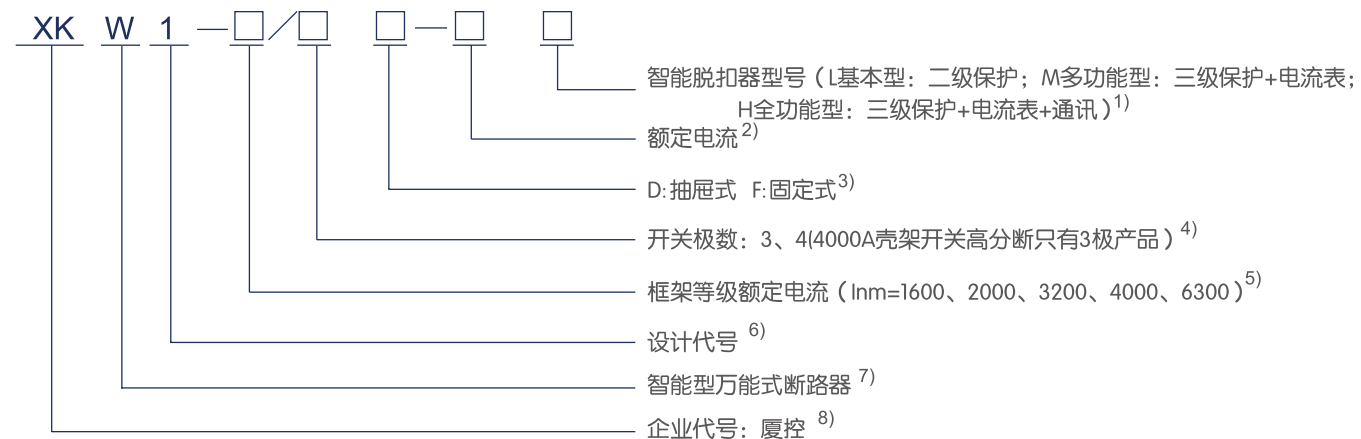 XK W 1 — □ / □ □ — □ □
智能脱扣器型号（L基本型：二级保护；M多功能型：三级保护+电流表；
H全功能型：三级保护+电流表+通讯）1)
额定电流2)
D:抽屉式 F:固定式3)
开关极数：3、4(4000A壳架开关高分断只有3极产品）4)
框架等级额定电流（Inm=1600、2000、3200、4000、6300）5)
设计代号 6)
智能型万能式断路器 7)
企业代号：厦控 8)